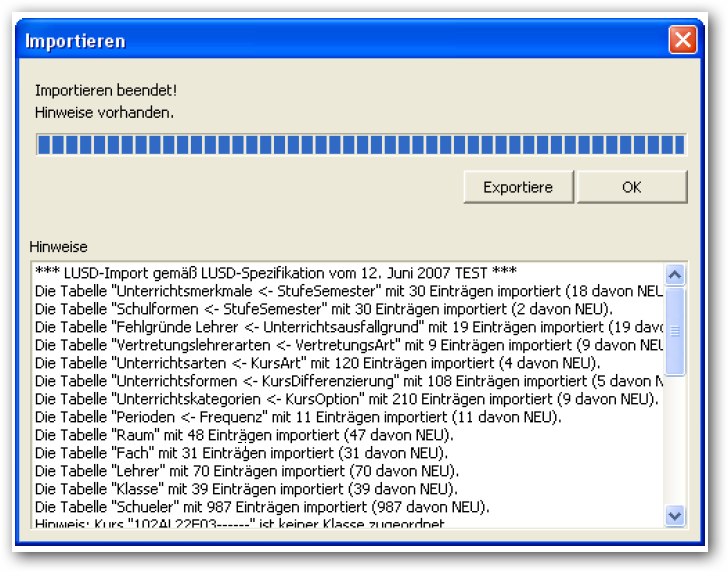 Importieren
Importieren beendet!
Hinweise vorhanden.
Exportiere
OK
Hinweise
*** LUSD-Import gemäß LUSD-Spezifikation vom 12. Juni 2007 TEST ***
Die Tabelle "Unterrichtsmerkmale <- StufeSemester" mit 30 Einträgen importiert (18 davon NEU
Die Tabelle "Schulformen <- StufeSemester" mit 30 Einträgen importiert (2 davon NEU).
Die Tabelle "Fehlgründe Lehrer <- Unterrichtsausfallgrund" mit 19 Einträgen importiert (19 davo
Die Tabelle "Vertretungslehrerarten <- VertretungsArt" mit 9 Einträgen importiert (9 davon NEU
Die Tabelle "Unterrichtsarten <- KursArt" mit 120 Einträgen importiert (4 davon NEU).
Die Tabelle "Unterrichtsformen <- KursDifferenzierung" mit 108 Einträgen importiert (5 davon N
Die Tabelle "Unterrichtskategorien <- KursOption" mit 210 Einträgen importiert (9 davon NEU).
Die Tabelle "Perioden <- Frequenz" mit 11 Einträgen importiert (11 davon NEU).
Die Tabelle "Raum" mit 48 Einträgen importiert (47 davon NEU).
Die Tabelle "Fach" mit 31 Einträgen importiert (31 davon NEU).
Die Tabelle "Lehrer" mit 70 Einträgen importiert (70 davon NEU).
Die Tabelle "Klasse" mit 39 Einträgen importiert (39 davon NEU).
Die Tabelle "Schueler" mit 987 Einträgen importiert (987 davon NEU).
Hinweis: Kurs "102AL22E03------" ist keiner Klasse zugeordnet